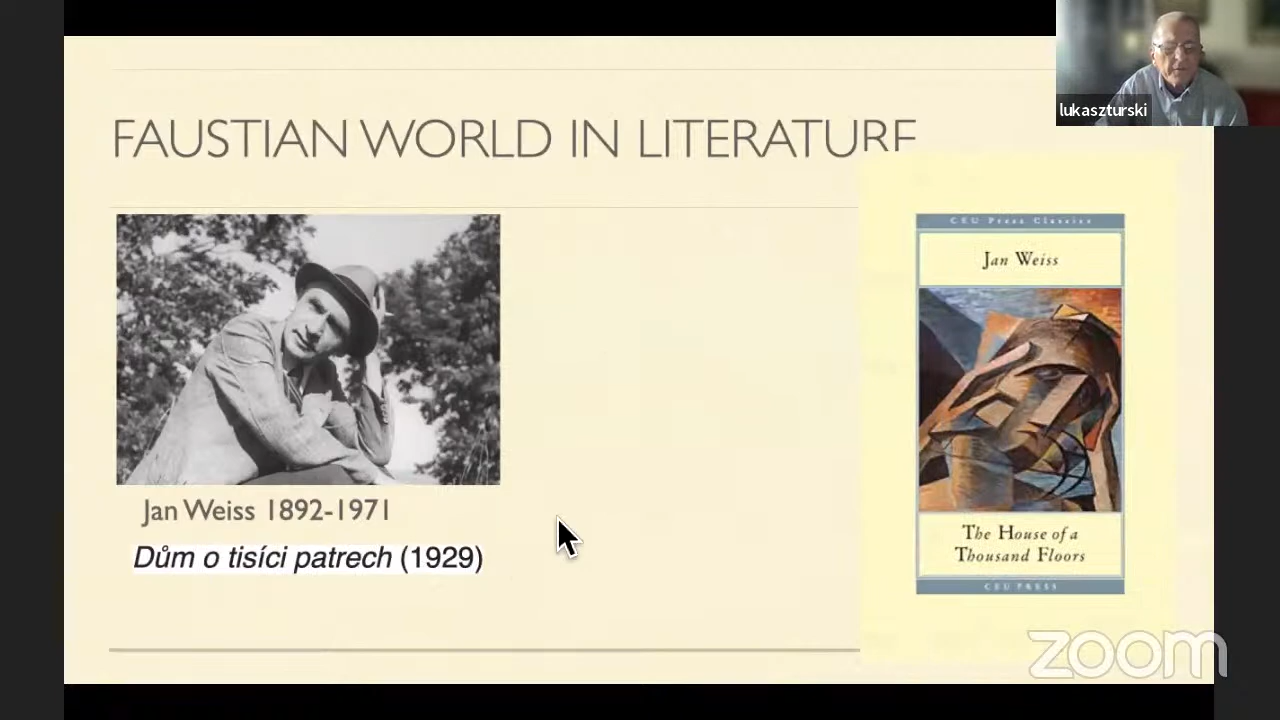 lukaszturski
FAUSTIAN WORLD IN LITERATURE
CEU Press Classics
Jan Weiss
The House of a
Thousand Floors
CEU PRESS
Jan Weiss 1892-1971
Dům o tisíci patrech (1929)
zoom